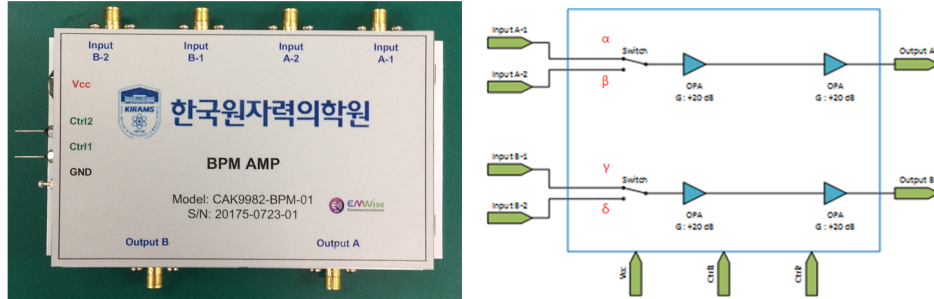 Input B-2
Input B-1
Input A-2
Input A-1
Vcc
Ctrl2
Ctrl1
GND
KIRAMS
한국원자력의학원
BPM AMP
Model: CAK9982-BPM-01
S/N: 20175-0723-01
EMWise
Communications
Output B
Output A
Input A-1
α
Switch
Input A-2
β
OPA
G : +20 dB
OPA
G : +20 dB
Output A
Input B-1
γ
Switch
Input B-2
δ
OPA
G : +20 dB
OPA
G : +20 dB
Output B
Vcc